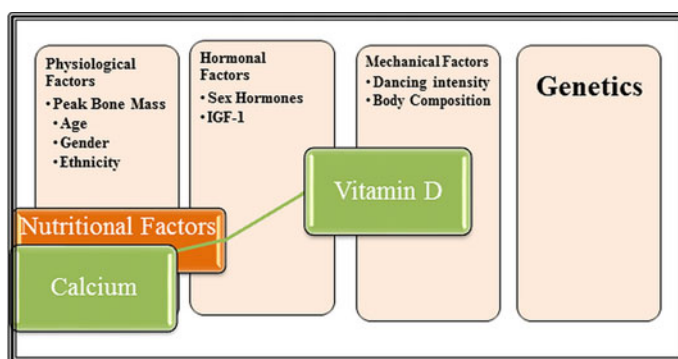 Physiological
Factors
• Peak Bone Mass
• Age
• Gender
• Ethnicity
Hormonal
Factors
• Sex Hormones
• IGF-1
Mechanical Factors
• Dancing intensity
• Body Composition
Genetics
Nutritional Factors
Calcium
Vitamin D